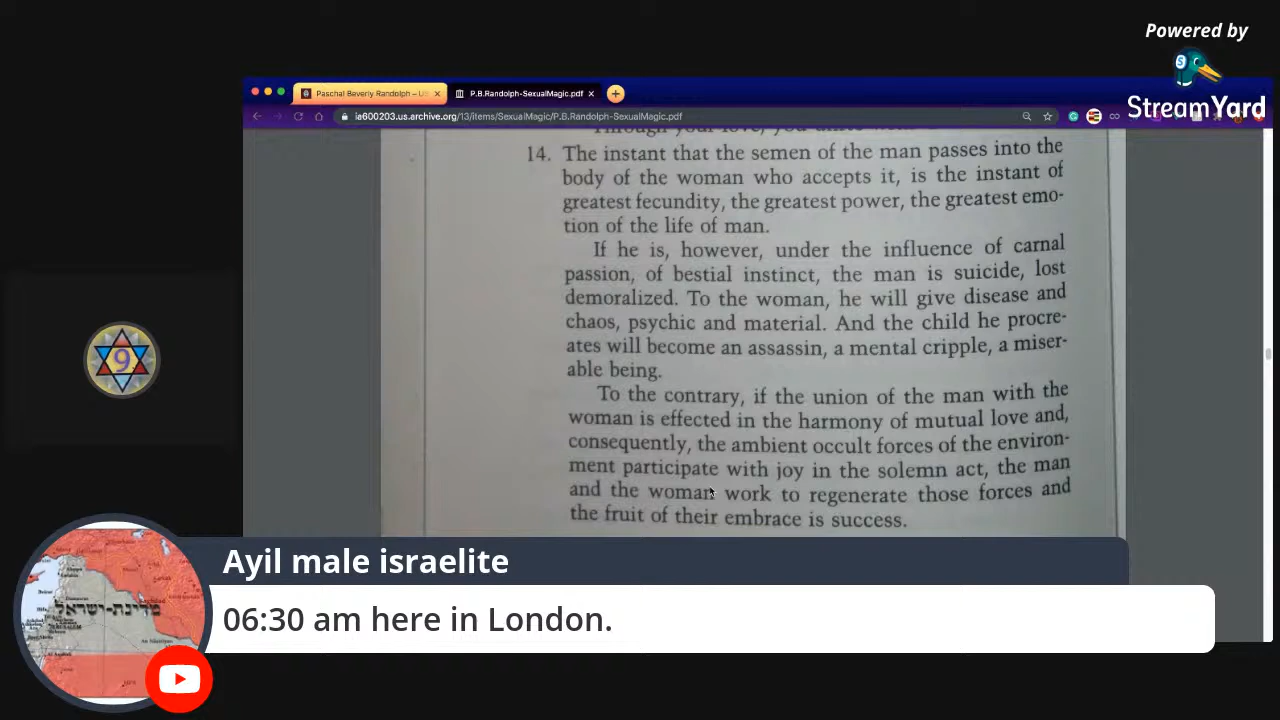 Powered by
StreamYard
Paschal Beverly Randolph – U
P.B.Randolph-SexualMagic.pdf
ia600203.us.archive.org/13/items/SexualMagic/P.B.Randolph-SexualMagic.pdf
Through your love, you unite
14. The instant that the semen of the man passes into the
body of the woman who accepts it, is the instant of
greatest fecundity, the greatest power, the greatest emo-
tion of the life of man.
If he is, however, under the influence of carnal
passion, of bestial instinct, the man is suicide, lost
demoralized. To the woman, he will give disease and
chaos, psychic and material. And the child he procre-
ates will become an assassin, a mental cripple, a miser-
able being.
To the contrary, if the union of the man with the
woman is effected in the harmony of mutual love and,
consequently, the ambient occult forces of the environ-
ment participate with joy in the solemn act, the man
and the woman work to regenerate those forces and
the fruit of their embrace is success.
9
Ayil male israelite
06:30 am here in London.
מדינת-ישראל